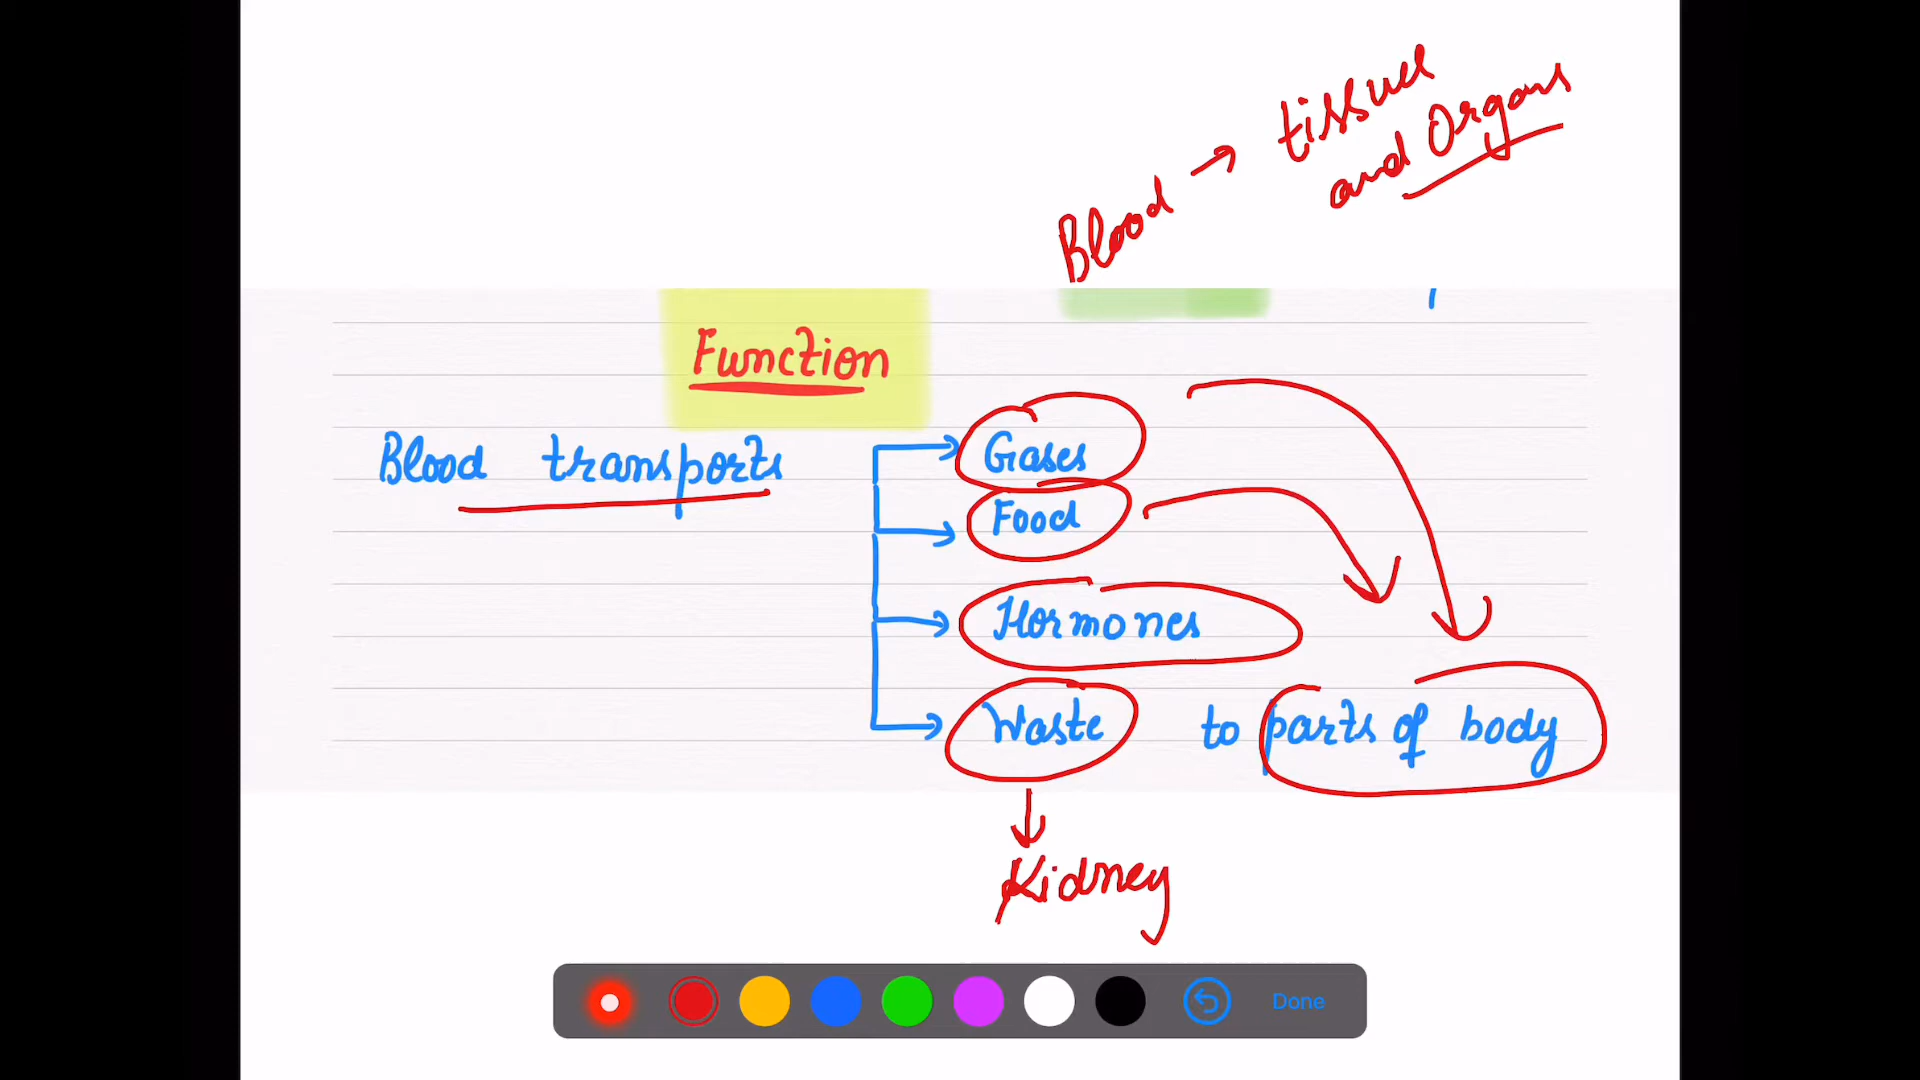 Blood → tissues
and Organs
Function
Blood transports
Gases
Food
Hormones
Waste to parts of body
Kidney
Done